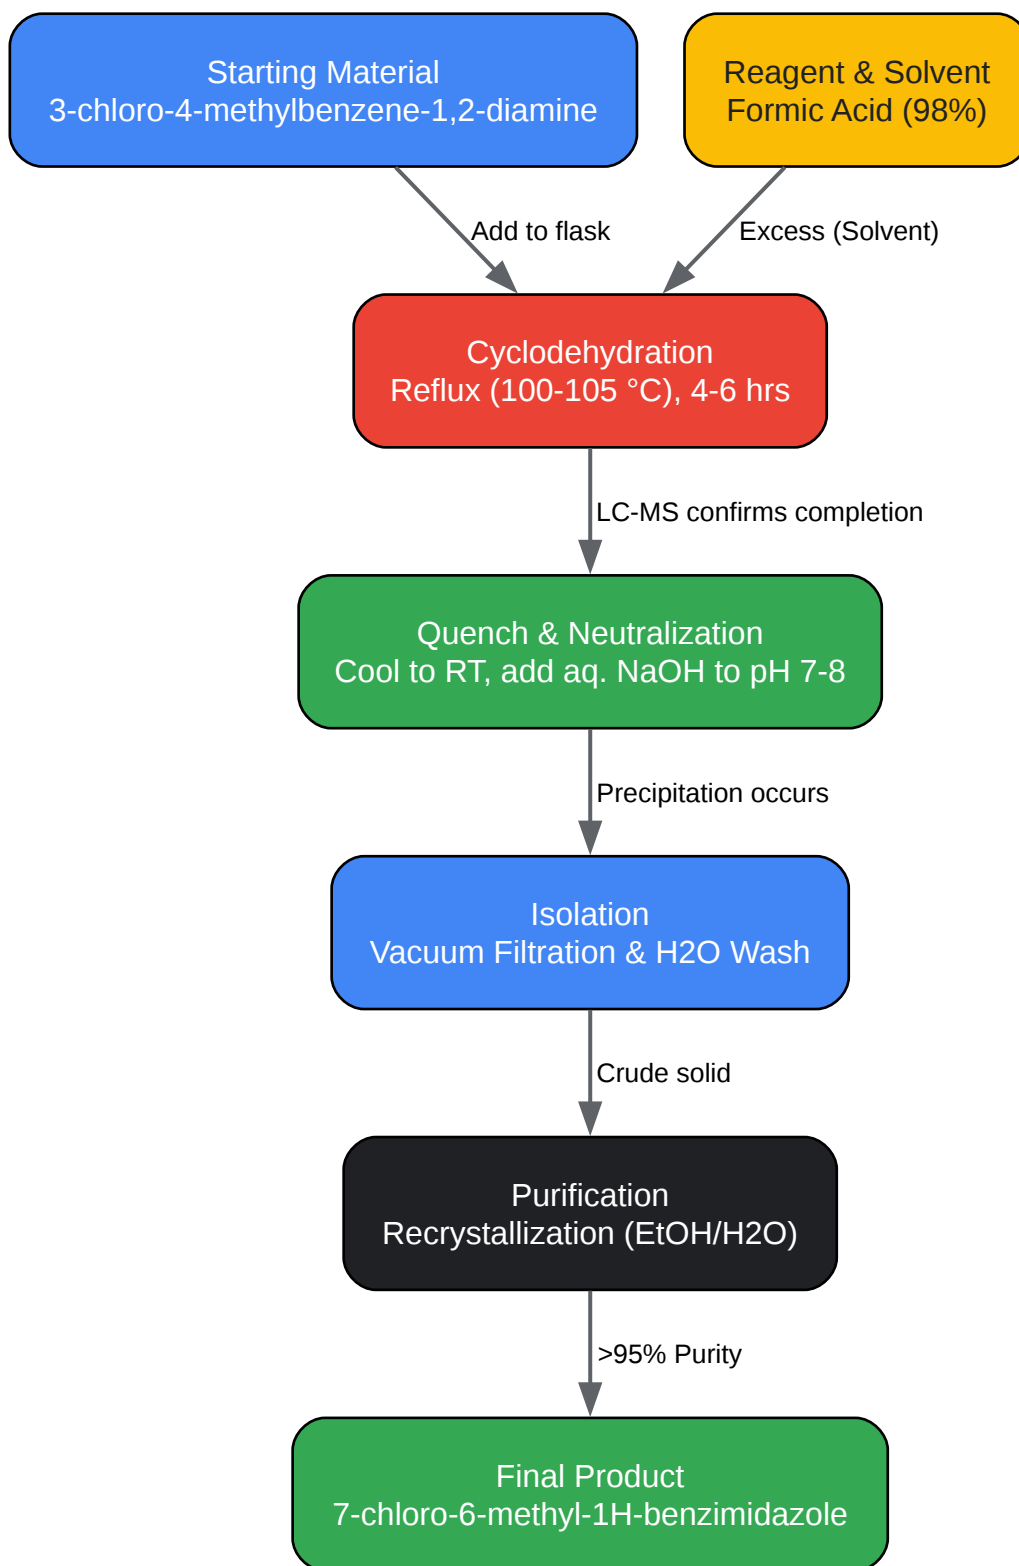 Starting Material
3-chloro-4-methylbenzene-1,2-diamine
Reagent & Solvent
Formic Acid (98%)
Add to flask
Excess (Solvent)
Cyclodehydration
Reflux (100-105 °C), 4-6 hrs
LC-MS confirms completion
Quench & Neutralization
Cool to RT, add aq. NaOH to pH 7-8
Precipitation occurs
Isolation
Vacuum Filtration & H2O Wash
Crude solid
Purification
Recrystallization (EtOH/H2O)
>95% Purity
Final Product
7-chloro-6-methyl-1H-benzimidazole